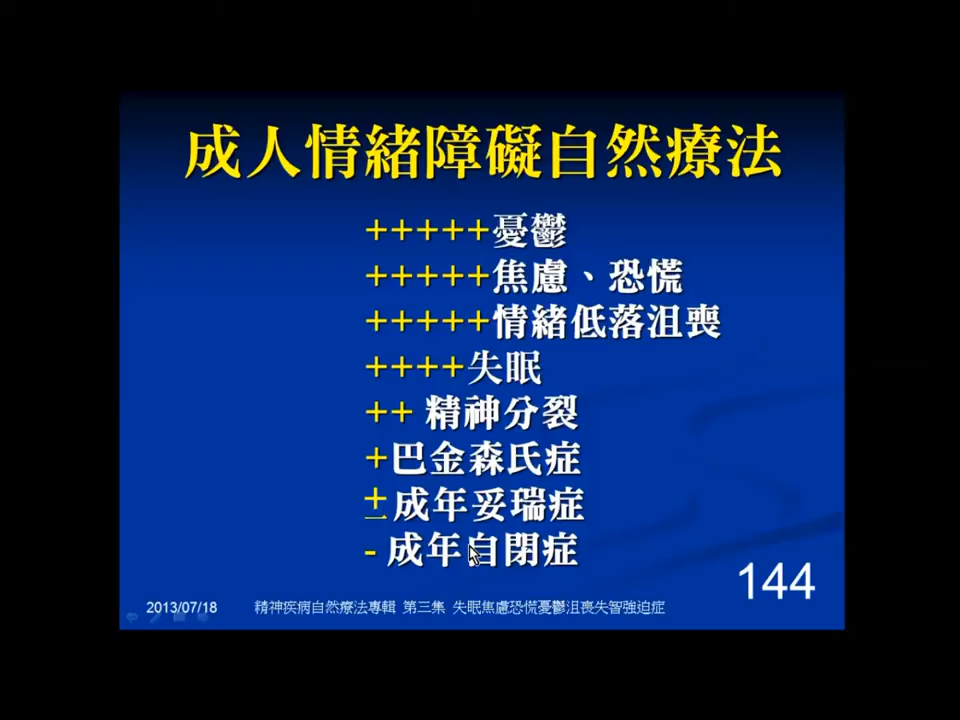 成人情緒障礙自然療法
+++++憂鬱
+++++焦慮、恐慌
+++++情緒低落沮喪
++++失眠
++ 精神分裂
+巴金森氏症
±成年妥瑞症
- 成年自閉症
144
2013/07/18 精神疾病自然療法專輯 第三集 失眠焦慮恐慌憂鬱沮喪失智強迫症